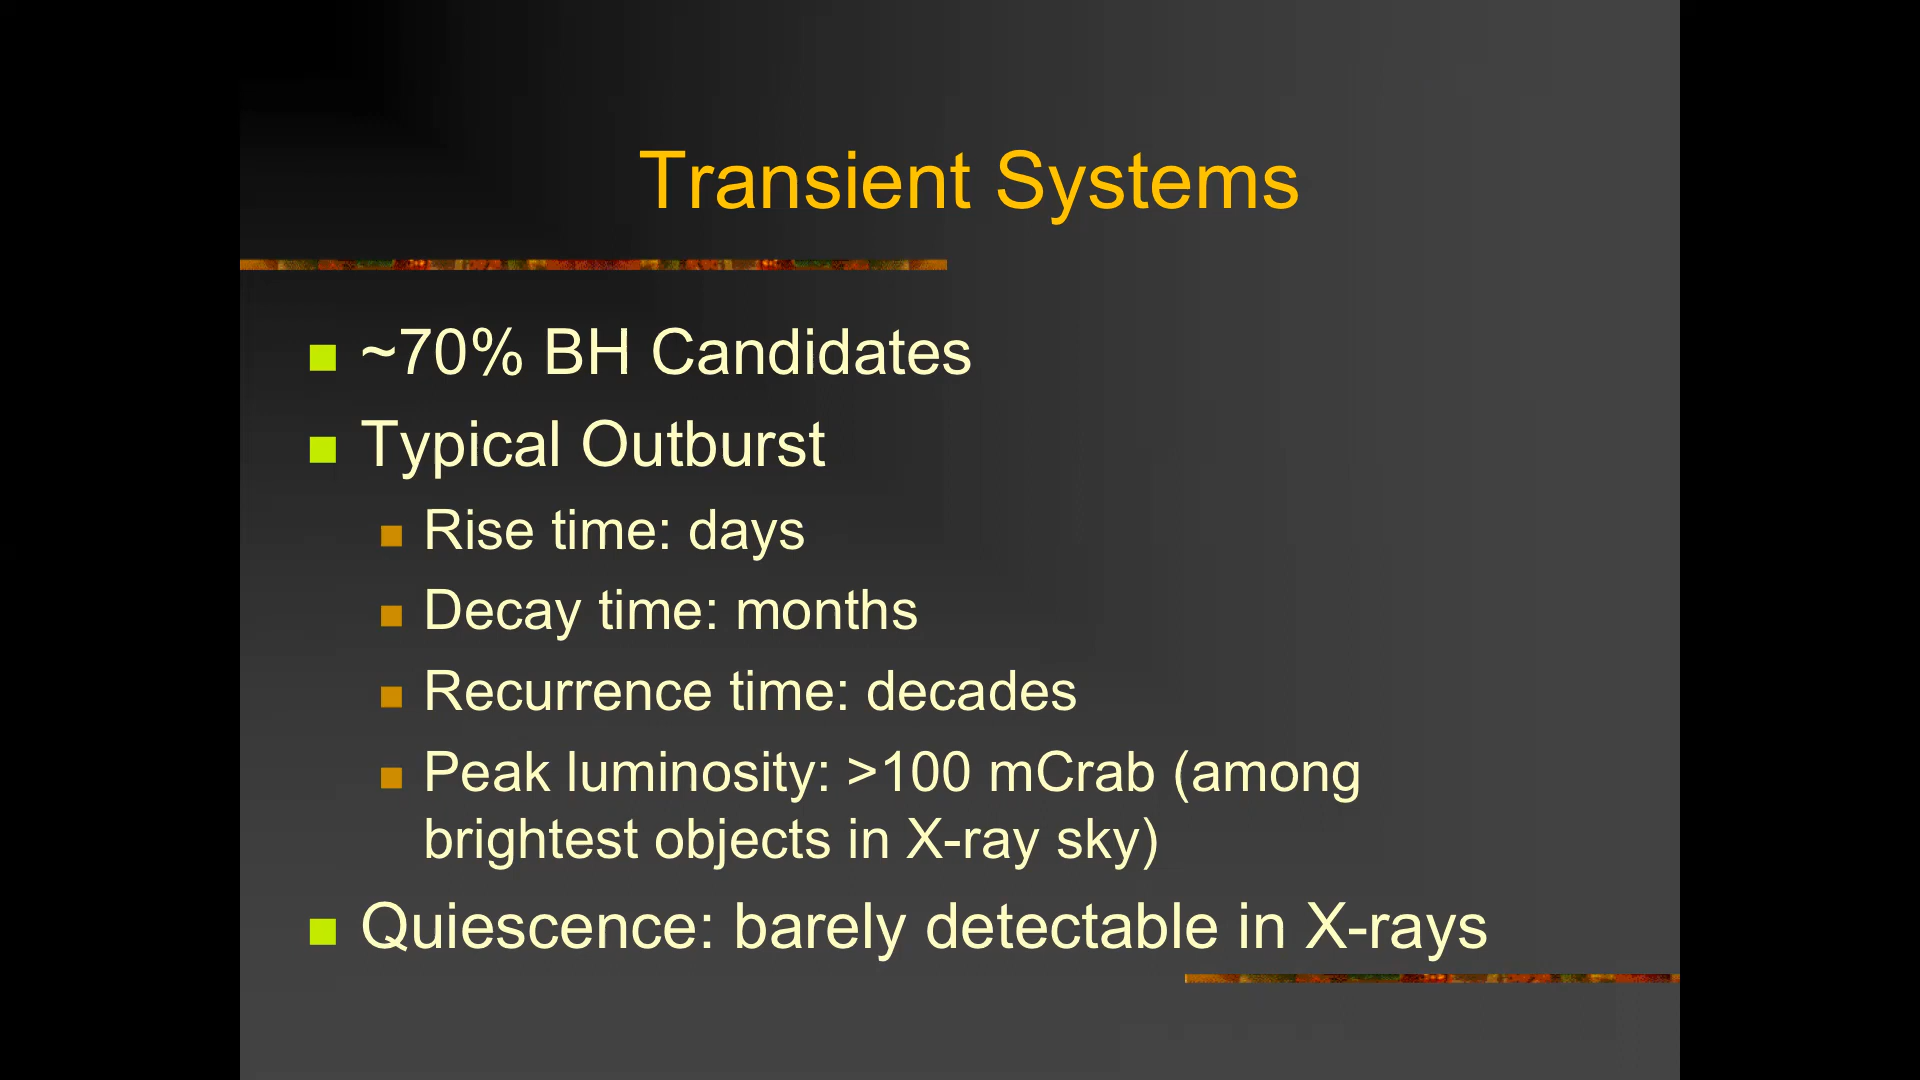 Transient Systems
~70% BH Candidates
Typical Outburst
Rise time: days
Decay time: months
Recurrence time: decades
Peak luminosity: >100 mCrab (among
brightest objects in X-ray sky)
Quiescence: barely detectable in X-rays